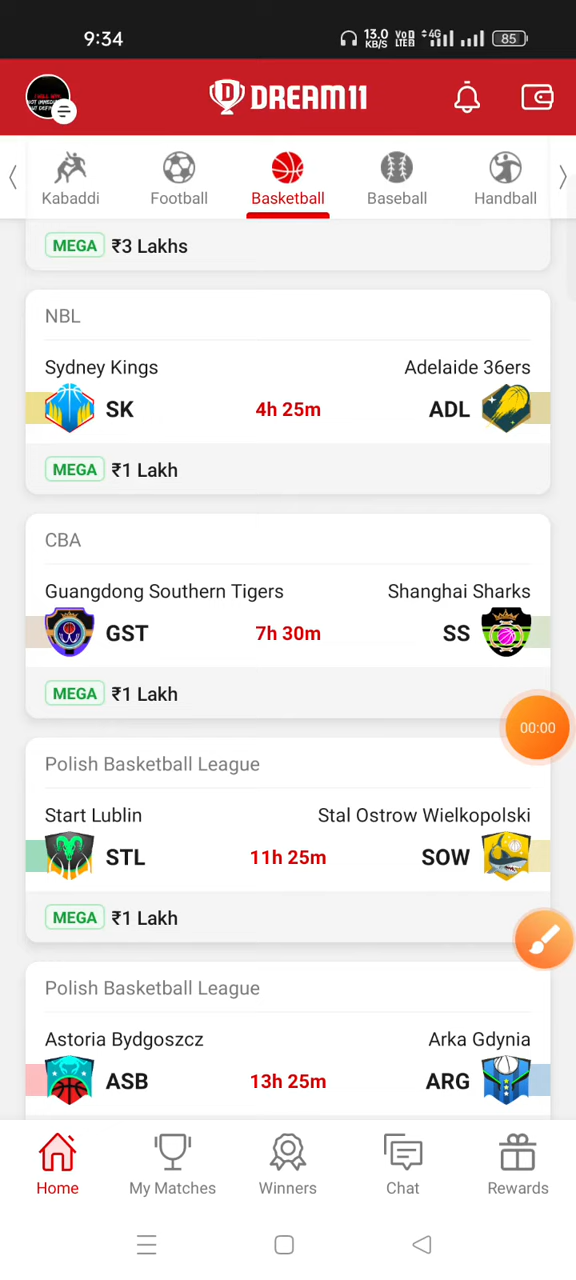 9:34
13.0 KB/S VoD LTED 4G 85
DREAM11
Kabaddi Football Basketball Baseball Handball
MEGA ₹3 Lakhs
NBL
Sydney Kings Adelaide 36ers
SK 4h 25m ADL
MEGA ₹1 Lakh
CBA
Guangdong Southern Tigers Shanghai Sharks
GST 7h 30m SS
MEGA ₹1 Lakh
00:00
Polish Basketball League
Start Lublin Stal Ostrow Wielkopolski
STL 11h 25m SOW
MEGA ₹1 Lakh
Polish Basketball League
Astoria Bydgoszcz Arka Gdynia
ASB 13h 25m ARG
Home My Matches Winners Chat Rewards